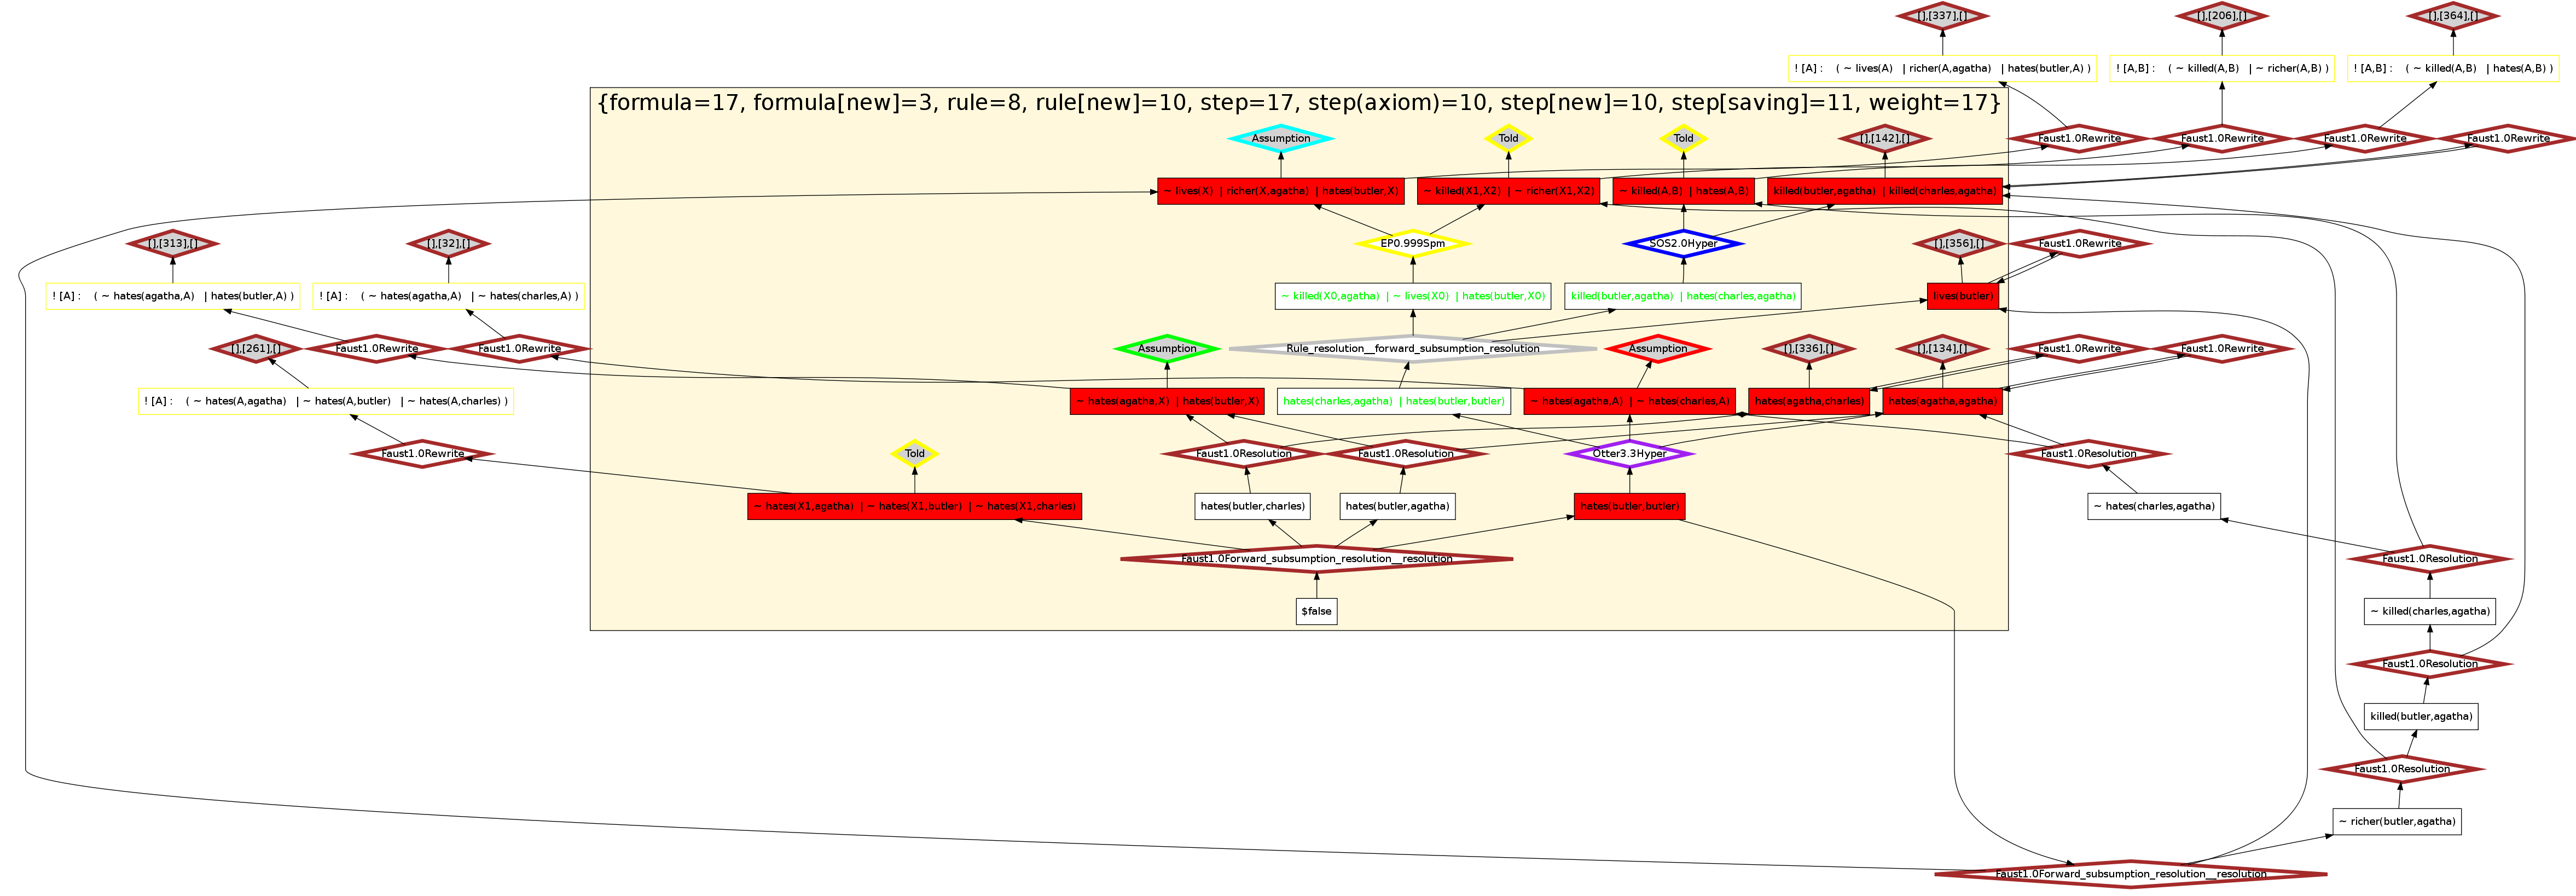 [],[337],[]
[],[206],[]
[],[364],[]
! [A] : ( ~ lives(A) | richer(A,agatha) | hates(butler,A) )
! [A,B] : ( ~ killed(A,B) | ~ richer(A,B) )
! [A,B] : ( ~ killed(A,B) | hates(A,B) )
{formula=17, formula[new]=3, rule=8, rule[new]=10, step=17, step(axiom)=10, step[new]=10, step[saving]=11, weight=17}
Assumption
Told
Told
[],[142],[]
Faust1.0Rewrite
Faust1.0Rewrite
Faust1.0Rewrite
Faust1.0Rewrite
~ lives(X) | richer(X,agatha) | hates(butler,X)
~ killed(X1,X2) | ~ richer(X1,X2)
~ killed(A,B) | hates(A,B)
killed(butler,agatha) | killed(charles,agatha)
[],[313],[]
[],[32],[]
EP0.999Spm
SOS2.0Hyper
[],[356],[]
Faust1.0Rewrite
! [A] : ( ~ hates(agatha,A) | hates(butler,A) )
! [A] : ( ~ hates(agatha,A) | ~ hates(charles,A) )
~ killed(X0,agatha) | ~ lives(X0) | hates(butler,X0)
killed(butler,agatha) | hates(charles,agatha)
lives(butler)
[],[261],[]
Faust1.0Rewrite
Faust1.0Rewrite
Assumption
Rule_resolution__forward_subsumption_resolution
Assumption
[],[336],[]
[],[134],[]
Faust1.0Rewrite
Faust1.0Rewrite
! [A] : ( ~ hates(A,agatha) | ~ hates(A,butler) | ~ hates(A,charles) )
~ hates(agatha,X) | hates(butler,X)
hates(charles,agatha) | hates(butler,butler)
~ hates(agatha,A) | ~ hates(charles,A)
hates(agatha,charles)
hates(agatha,agatha)
Faust1.0Rewrite
Told
Faust1.0Resolution
Faust1.0Resolution
Otter3.3Hyper
Faust1.0Resolution
~ hates(X1,agatha) | ~ hates(X1,butler) | ~ hates(X1,charles)
hates(butler,charles)
hates(butler,agatha)
hates(butler,butler)
~ hates(charles,agatha)
Faust1.0Forward_subsumption_resolution__resolution
Faust1.0Resolution
$false
~ killed(charles,agatha)
Faust1.0Resolution
killed(butler,agatha)
Faust1.0Resolution
~ richer(butler,agatha)
Faust1.0Forward_subsumption_resolution__resolution